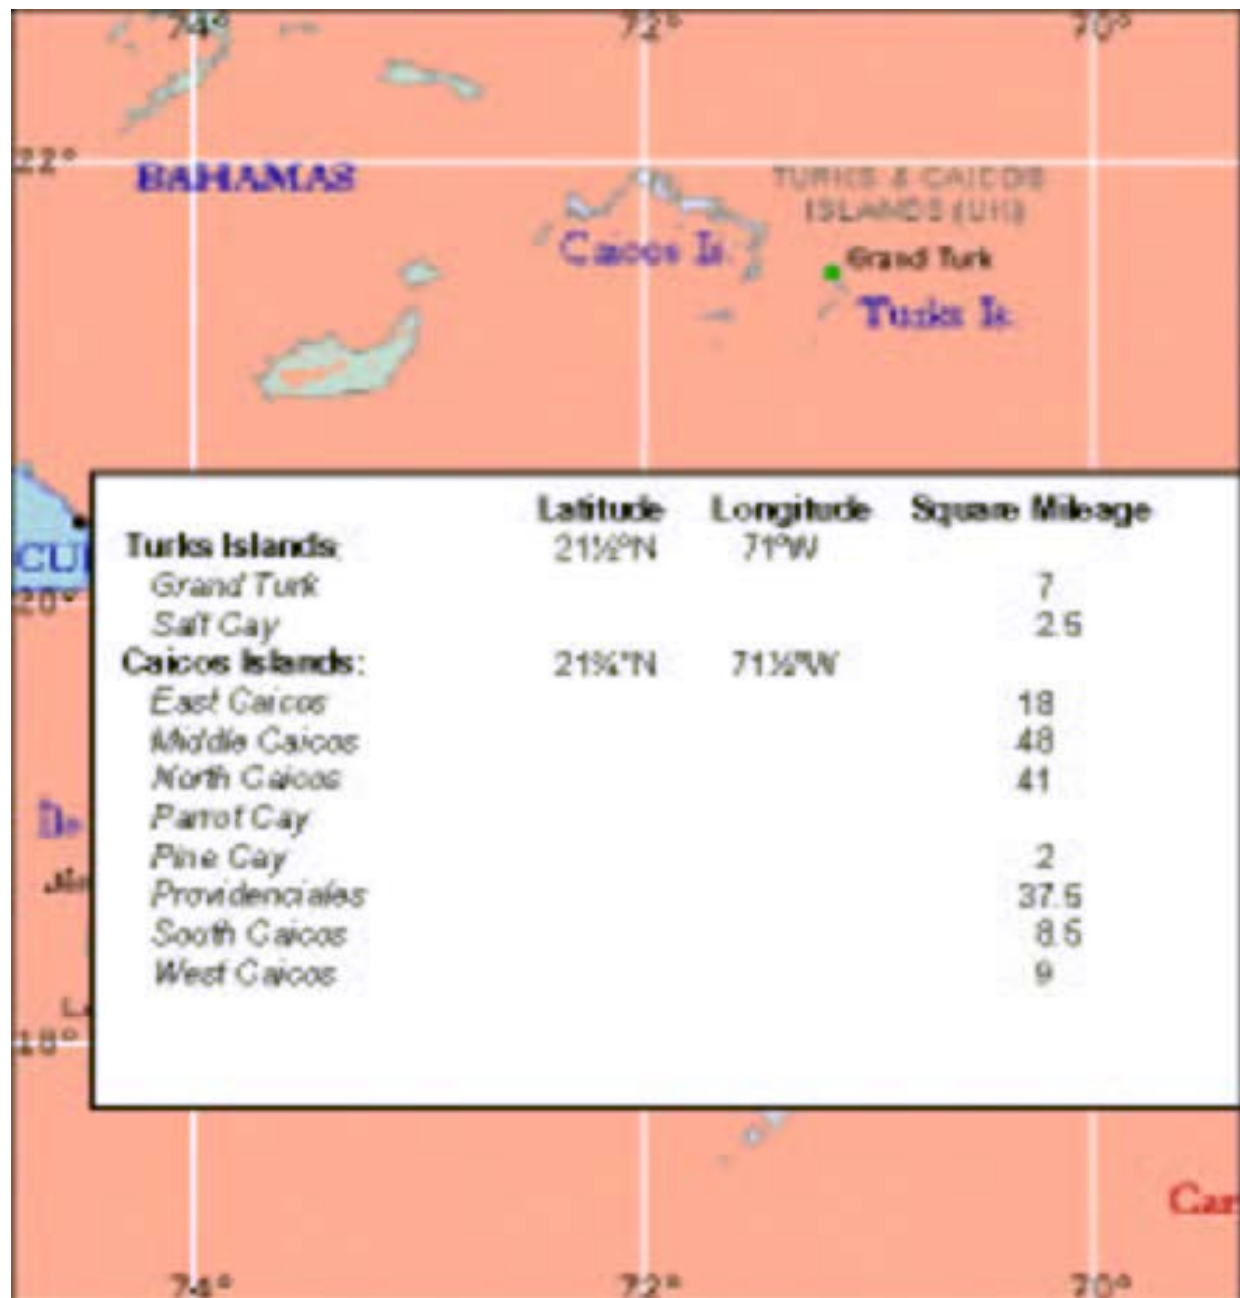 74° 72° 70°
22°
BAHAMAS
TURKS & CAICOS
ISLANDS (UK)
Caicos Is.
Grand Turk
Turks Is.
Latitude Longitude Square Mileage
Turks Islands: 21½°N 71°W
CU
Grand Turk 7
20°
Salt Cay 2.5
Caicos Islands: 21¾°N 71½°W
East Caicos 18
Middle Caicos 48
North Caicos 41
Parrot Cay
Pine Cay 2
Providenciales 37.5
South Caicos 8.5
West Caicos 9
18°
Car
74° 72° 70°